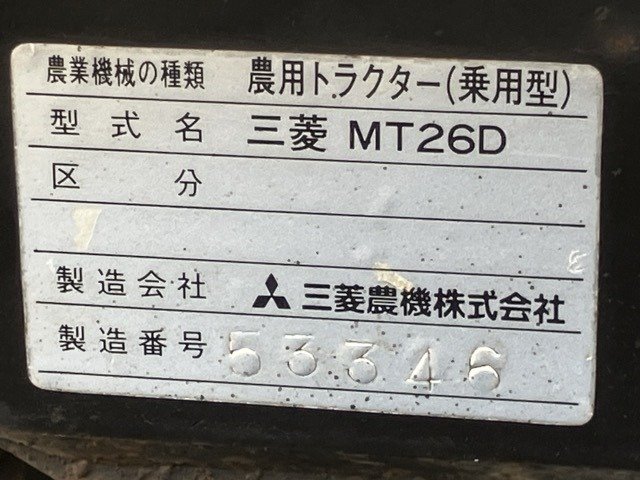 農業機械の種類 農用トラクター(乗用型)
型式名 三菱 MT26D
区分
製造会社 三菱農機株式会社
製造番号 53346